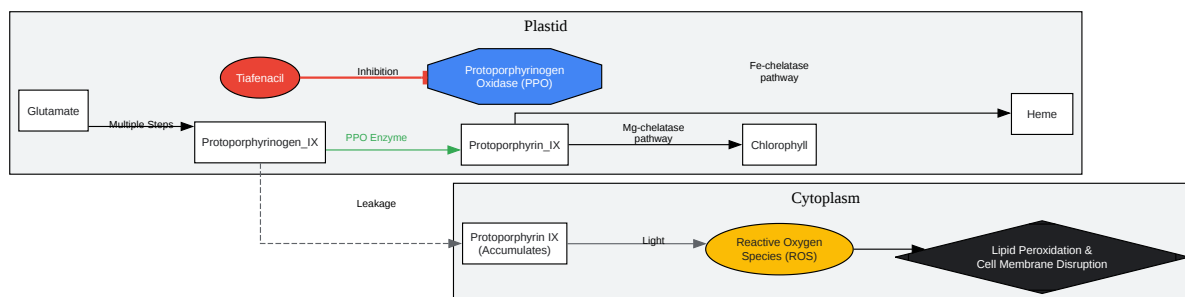 Plastid
Fe-chelatase
pathway
Tiafenacil
Inhibition
Protoporphyrinogen
Oxidase (PPO)
Glutamate
Multiple Steps
Heme
Protoporphyrinogen_IX
PPO Enzyme
Protoporphyrin_IX
Mg-chelatase
pathway
Chlorophyll
Cytoplasm
Leakage
Protoporphyrin IX
(Accumulates)
Light
Reactive Oxygen
Species (ROS)
Lipid Peroxidation &
Cell Membrane Disruption